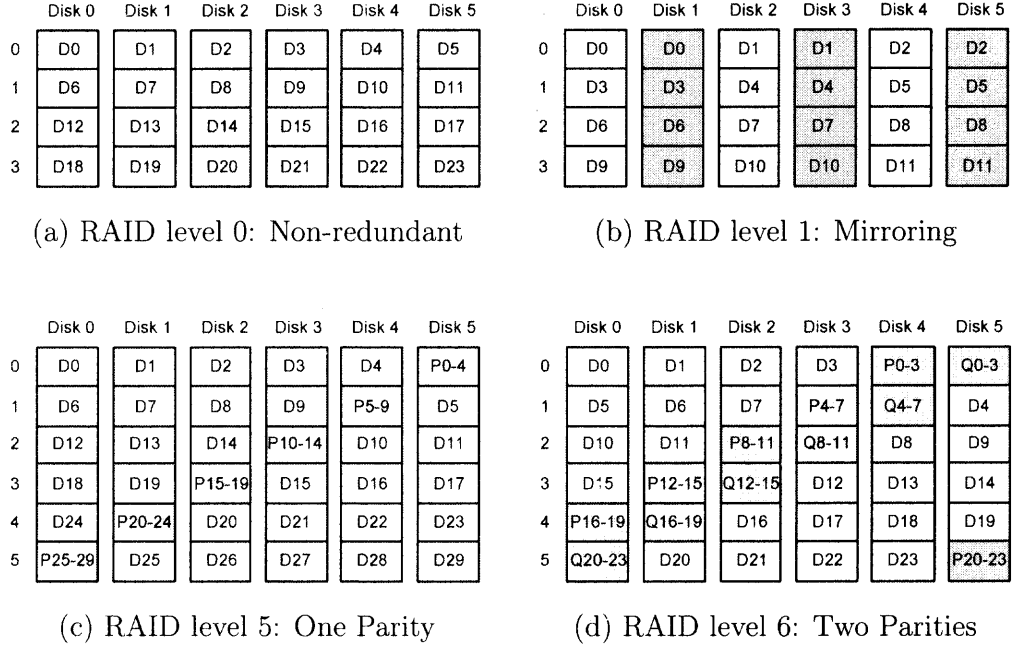 Disk 0 Disk 1 Disk 2 Disk 3 Disk 4 Disk 5
0 D0 D1 D2 D3 D4 D5
1 D6 D7 D8 D9 D10 D11
2 D12 D13 D14 D15 D16 D17
3 D18 D19 D20 D21 D22 D23
(a) RAID level 0: Non-redundant
Disk 0 Disk 1 Disk 2 Disk 3 Disk 4 Disk 5
0 D0 D0 D1 D1 D2 D2
1 D3 D3 D4 D4 D5 D5
2 D6 D6 D7 D7 D8 D8
3 D9 D9 D10 D10 D11 D11
(b) RAID level 1: Mirroring
Disk 0 Disk 1 Disk 2 Disk 3 Disk 4 Disk 5
0 D0 D1 D2 D3 D4 P0-4
1 D6 D7 D8 D9 P5-9 D5
2 D12 D13 D14 P10-14 D10 D11
3 D18 D19 P15-19 D15 D16 D17
4 D24 P20-24 D20 D21 D22 D23
5 P25-29 D25 D26 D27 D28 D29
(c) RAID level 5: One Parity
Disk 0 Disk 1 Disk 2 Disk 3 Disk 4 Disk 5
0 D0 D1 D2 D3 P0-3 Q0-3
1 D5 D6 D7 P4-7 Q4-7 D4
2 D10 D11 P8-11 Q8-11 D8 D9
3 D15 P12-15 Q12-15 D12 D13 D14
4 P16-19 Q16-19 D16 D17 D18 D19
5 Q20-23 D20 D21 D22 D23 P20-23
(d) RAID level 6: Two Parities